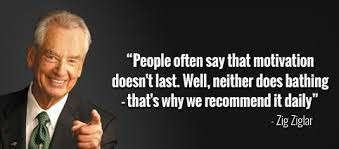 “People often say that motivation
doesn't last. Well, neither does bathing
- that's why we recommend it daily”
- Zig Ziglar